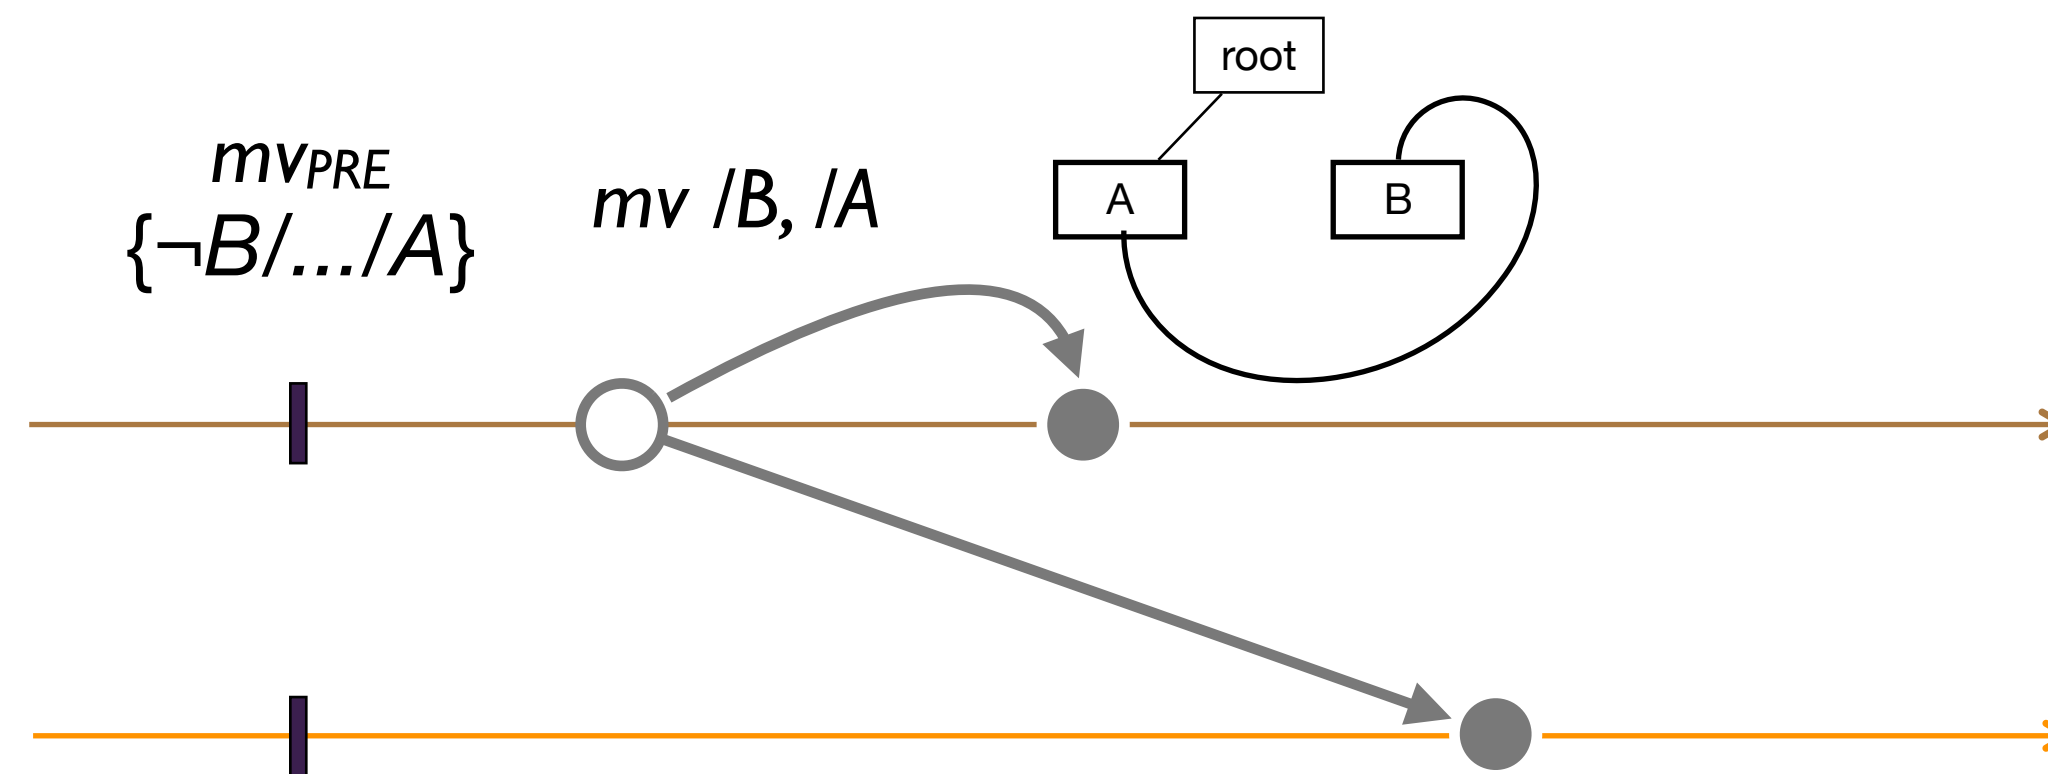 root
mvPRE
{¬B/.../A}
mv /B, /A
A
B